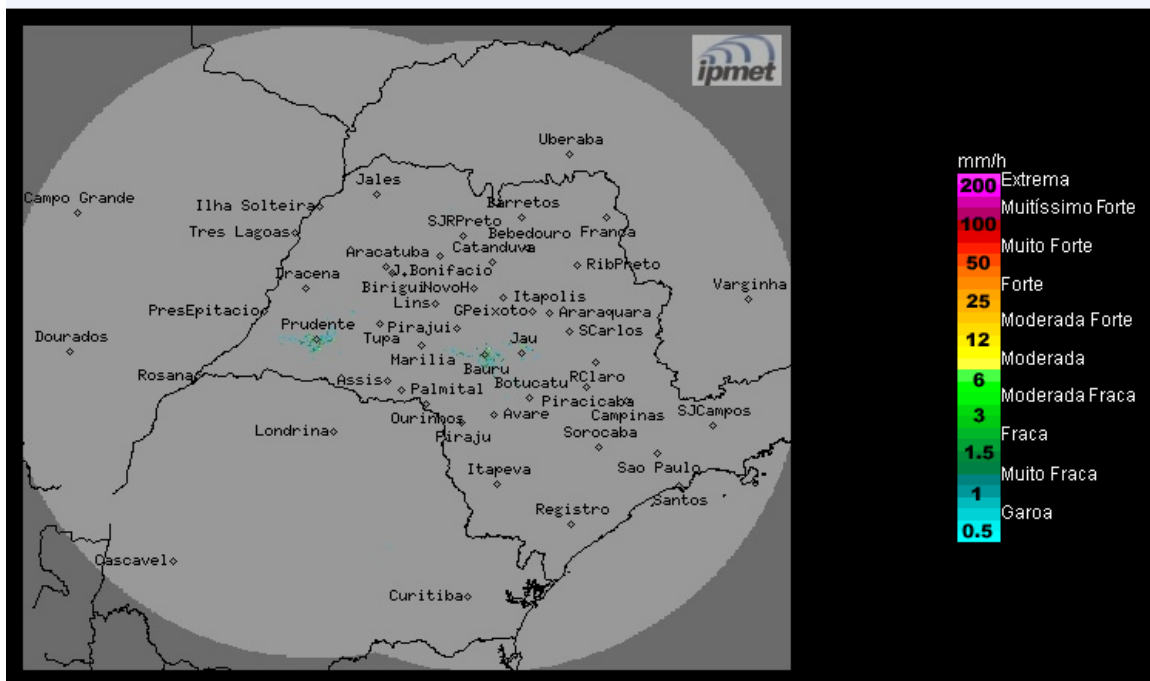 ipmet
Uberaba
Jales
Campo Grande
Ilha Solteira
Barretos
SJRPreto
Tres Lagoas
Bebedouro
Franca
Catanduva
Aracatuba
J.Bonifacio
RibPreto
Dracena
Birigui
NovoH
Varginha
Itapolis
Lins
PresEpitacio
GPeixoto
Araraquara
Prudente
Pirajui
SCarlos
Dourados
Tupa
Jau
Marilia
Bauru
Rosana
Assis
Botucatu
RClaro
Palmital
Piracicaba
Ourinhos
Avare
Campinas
SJCampos
Londrina
Piraju
Sorocaba
Itapeva
Sao Paulo
Santos
Registro
Cascavel
Curitiba
mm/h
200 Extrema
Muitíssimo Forte
100
Muito Forte
50
Forte
25
Moderada Forte
12
Moderada
6
Moderada Fraca
3
Fraca
1.5
Muito Fraca
1
Garoa
0.5